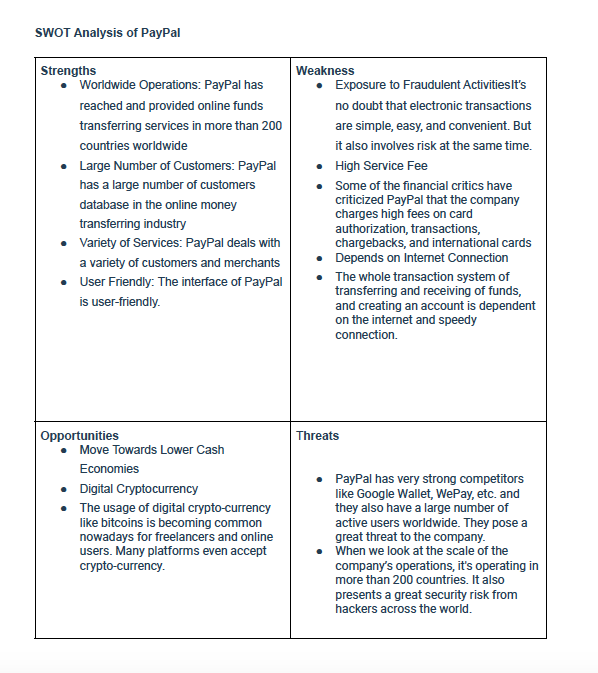 SWOT Analysis of PayPal
Strengths
● Worldwide Operations: PayPal has
reached and provided online funds
transferring services in more than 200
countries worldwide
● Large Number of Customers: PayPal
has a large number of customers
database in the online money
transferring industry
● Variety of Services: PayPal deals with
a variety of customers and merchants
● User Friendly: The interface of PayPal
is user-friendly.
Weakness
● Exposure to Fraudulent ActivitiesIt's
no doubt that electronic transactions
are simple, easy, and convenient. But
it also involves risk at the same time.
● High Service Fee
● Some of the financial critics have
criticized PayPal that the company
charges high fees on card
authorization, transactions,
chargebacks, and international cards
● Depends on Internet Connection
● The whole transaction system of
transferring and receiving of funds,
and creating an account is dependent
on the internet and speedy
connection.
Opportunities
● Move Towards Lower Cash
Economies
● Digital Cryptocurrency
● The usage of digital crypto-currency
like bitcoins is becoming common
nowadays for freelancers and online
users. Many platforms even accept
crypto-currency.
Threats
● PayPal has very strong competitors
like Google Wallet, WePay, etc. and
they also have a large number of
active users worldwide. They pose a
great threat to the company.
● When we look at the scale of the
company's operations, it's operating in
more than 200 countries. It also
presents a great security risk from
hackers across the world.